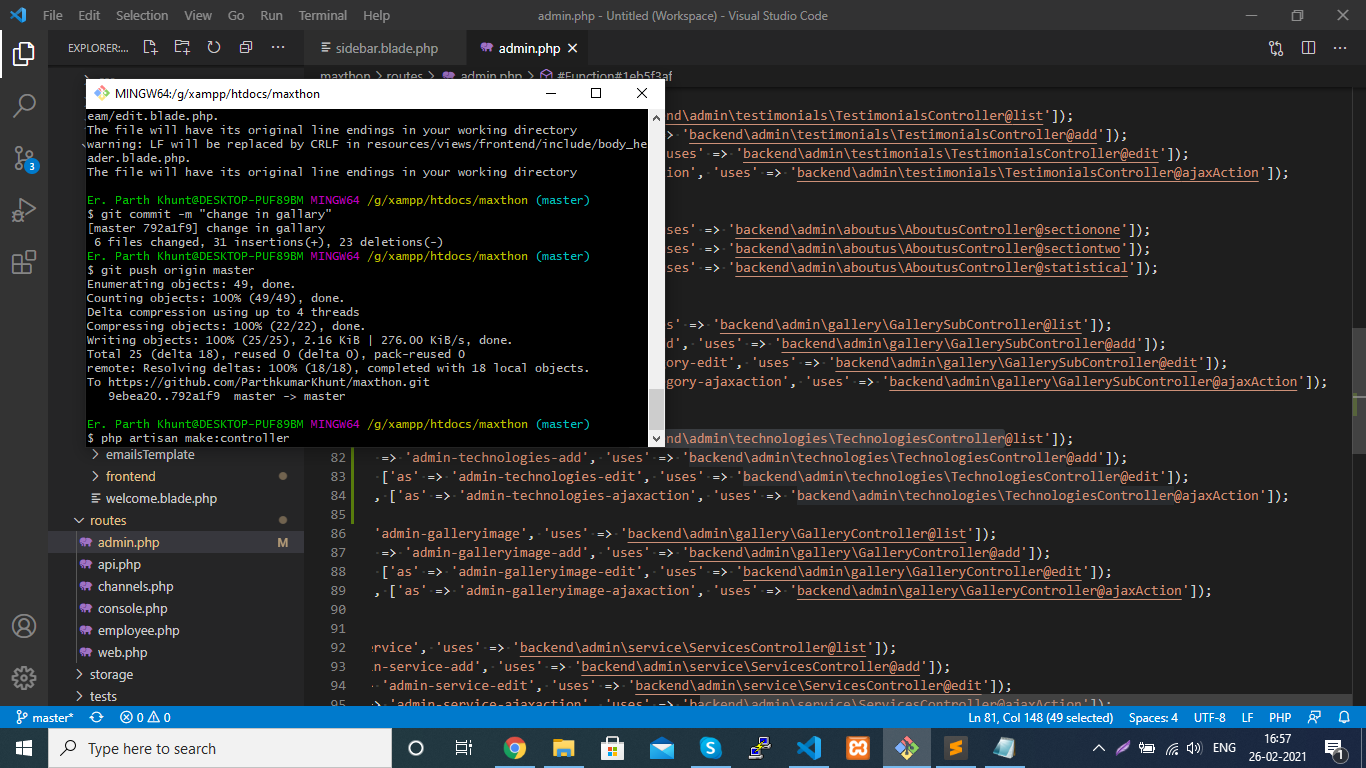 File Edit Selection View Go Run Terminal Help
admin.php - Untitled (Workspace) - Visual Studio Code
EXPLORER:...
sidebar.blade.php
admin.php
maxthon > routes > admin.php > #Function#1eb5f3af
MINGW64:/g/xampp/htdocs/maxthon
eam/edit.blade.php.
The file will have its original line endings in your working directory
warning: LF will be replaced by CRLF in resources/views/frontend/include/body_he
ader.blade.php.
The file will have its original line endings in your working directory
Er. Parth Khunt@DESKTOP-PUF89BM MINGW64 /g/xampp/htdocs/maxthon (master)
$ git commit -m "change in gallary"
[master 792a1f9] change in gallary
6 files changed, 31 insertions(+), 23 deletions(-)
Er. Parth Khunt@DESKTOP-PUF89BM MINGW64 /g/xampp/htdocs/maxthon (master)
$ git push origin master
Enumerating objects: 49, done.
Counting objects: 100% (49/49), done.
Delta compression using up to 4 threads
Compressing objects: 100% (22/22), done.
Writing objects: 100% (25/25), 2.16 KiB | 276.00 KiB/s, done.
Total 25 (delta 18), reused 0 (delta 0), pack-reused 0
remote: Resolving deltas: 100% (18/18), completed with 18 local objects.
To https://github.com/ParthkumarKhunt/maxthon.git
9ebea20..792a1f9 master -> master
Er. Parth Khunt@DESKTOP-PUF89BM MINGW64 /g/xampp/htdocs/maxthon (master)
$ php artisan make:controller
nd\admin\testimonials\TestimonialsController@list']);
> 'backend\admin\testimonials\TestimonialsController@add']);
uses' => 'backend\admin\testimonials\TestimonialsController@edit']);
ion', 'uses' => 'backend\admin\testimonials\TestimonialsController@ajaxAction']);
ses' => 'backend\admin\aboutus\AboutusController@sectionone']);
ses' => 'backend\admin\aboutus\AboutusController@sectiontwo']);
ses' => 'backend\admin\aboutus\AboutusController@statistical']);
s' => 'backend\admin\gallery\GallerySubController@list']);
d', 'uses' => 'backend\admin\gallery\GallerySubController@add']);
ory-edit', 'uses' => 'backend\admin\gallery\GallerySubController@edit']);
gory-ajaxaction', 'uses' => 'backend\admin\gallery\GallerySubController@ajaxAction']);
end\admin\technologies\TechnologiesController@list']);
82 => 'admin-technologies-add', 'uses' => 'backend\admin\technologies\TechnologiesController@add']);
83 ['as' => 'admin-technologies-edit', 'uses' => 'backend\admin\technologies\TechnologiesController@edit']);
84 , ['as' => 'admin-technologies-ajaxaction', 'uses' => 'backend\admin\technologies\TechnologiesController@ajaxAction']);
85
86 'admin-galleryimage', 'uses' => 'backend\admin\gallery\GalleryController@list']);
87 => 'admin-galleryimage-add', 'uses' => 'backend\admin\gallery\GalleryController@add']);
88 ['as' => 'admin-galleryimage-edit', 'uses' => 'backend\admin\gallery\GalleryController@edit']);
89 , ['as' => 'admin-galleryimage-ajaxaction', 'uses' => 'backend\admin\gallery\GalleryController@ajaxAction']);
90
91
92 rvice', 'uses' => 'backend\admin\service\ServicesController@list']);
93 n-service-add', 'uses' => 'backend\admin\service\ServicesController@add']);
94 'admin-service-edit', 'uses' => 'backend\admin\service\ServicesController@edit']);
95 => 'admin-service-ajaxaction', 'uses' => 'backend\admin\service\ServicesController@ajaxAction']);
emailsTemplate
frontend
welcome.blade.php
routes
admin.php M
api.php
channels.php
console.php
employee.php
web.php
storage
tests
3
master* 0 0
Ln 81, Col 148 (49 selected) Spaces: 4 UTF-8 LF PHP
Type here to search
ENG
16:57
26-02-2021
1